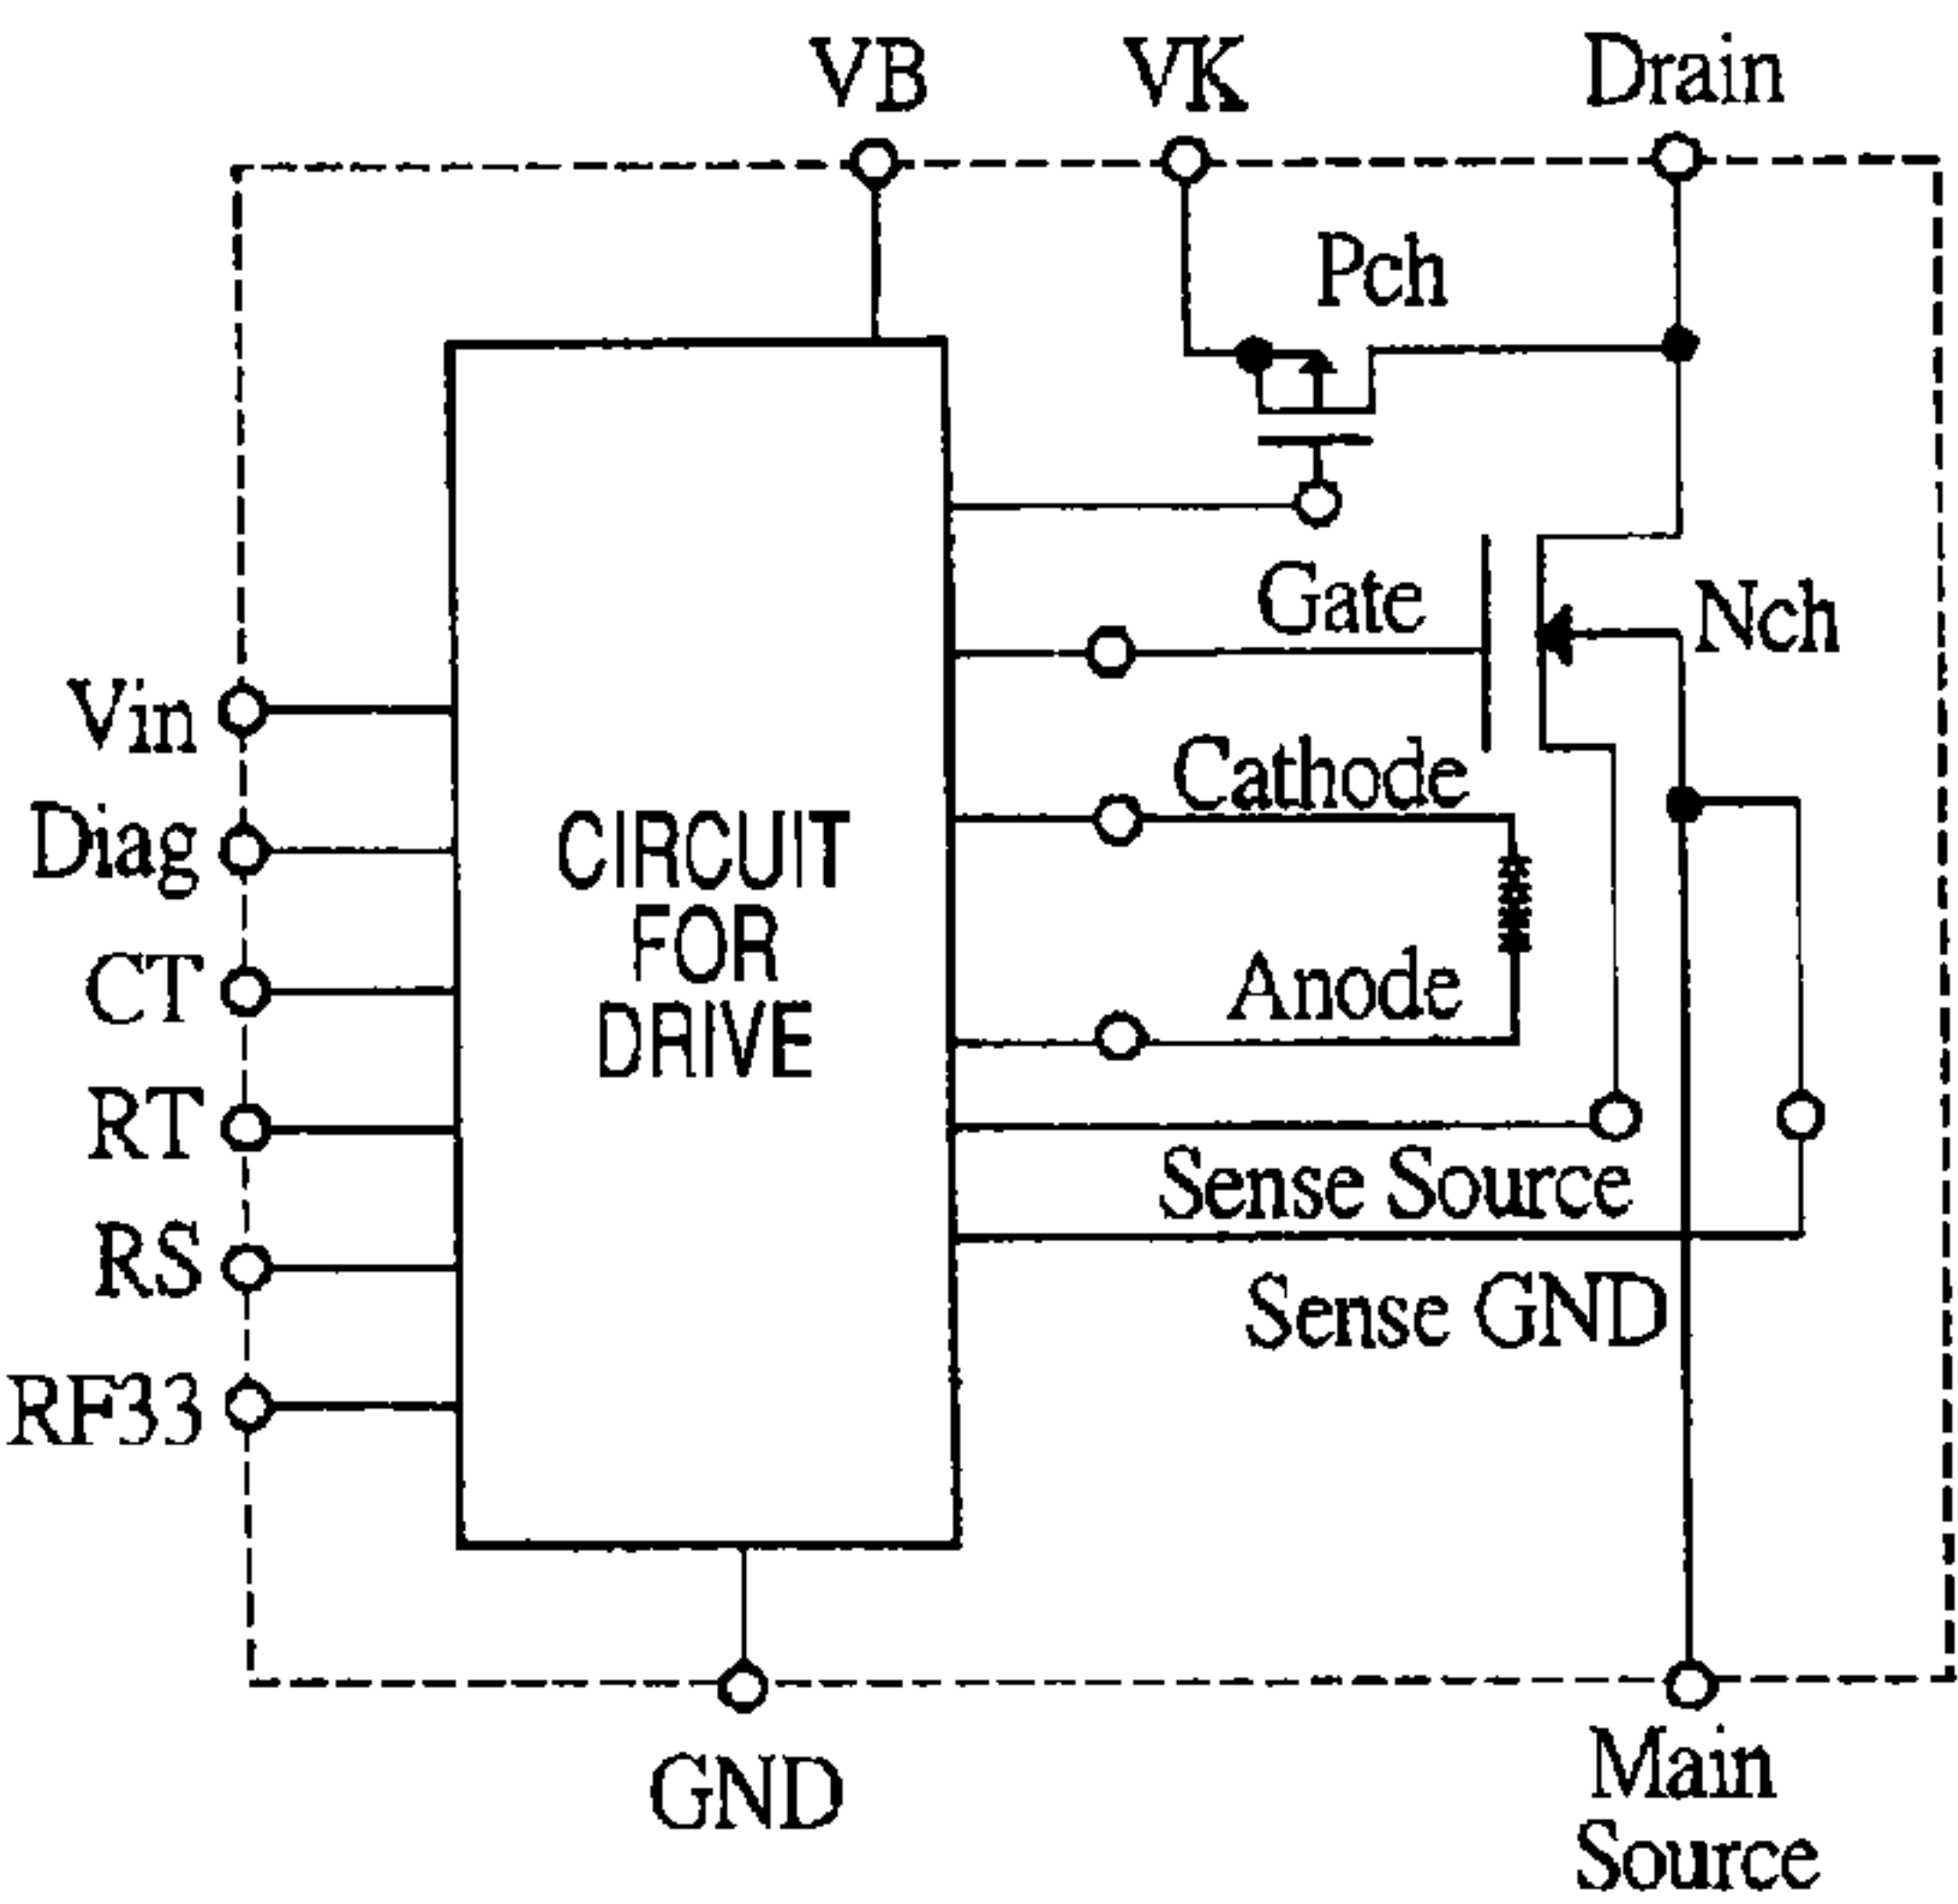 VB
VK
Drain
Pch
Gate
Nch
Vin
Cathode
Diag
CIRCUIT
FOR
DRIVE
CT
Anode
RT
Sense Source
RS
Sense GND
RF33
GND
Main
Source